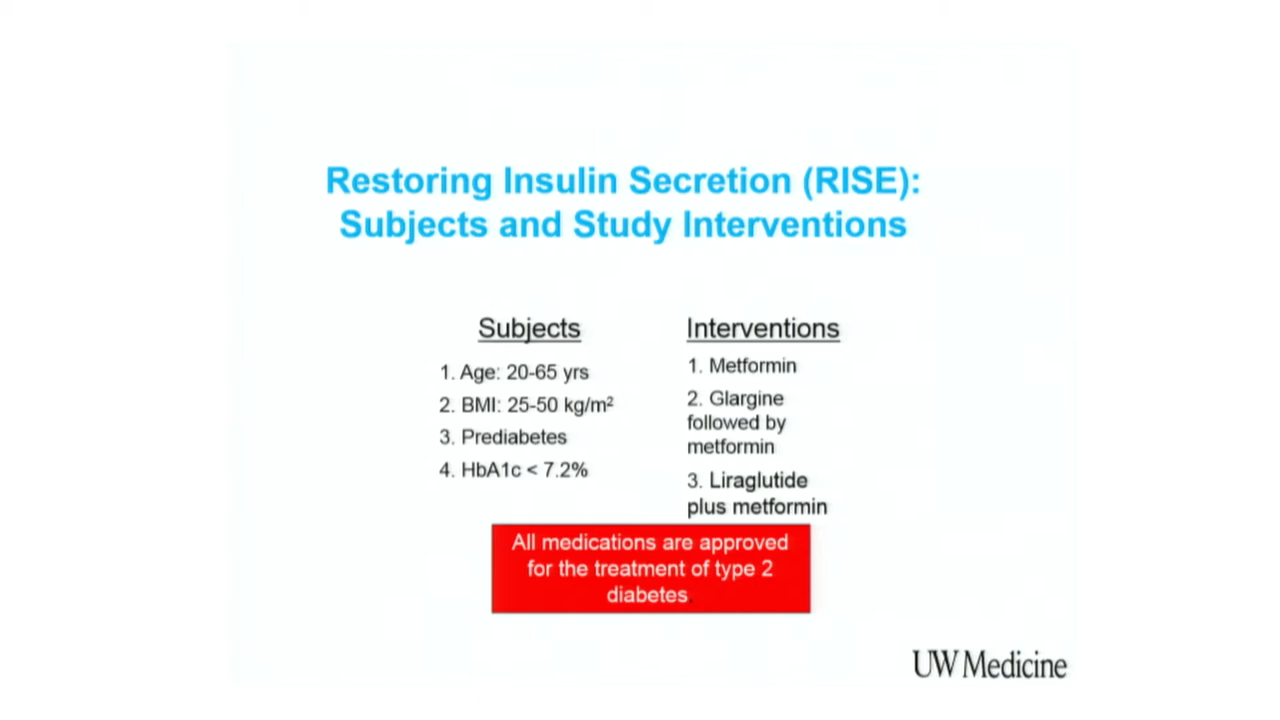 Restoring Insulin Secretion (RISE):
Subjects and Study Interventions
Subjects
1. Age: 20-65 yrs
2. BMI: 25-50 kg/m²
3. Prediabetes
4. HbA1c < 7.2%
Interventions
1. Metformin
2. Glargine
followed by
metformin
3. Liraglutide
plus metformin
All medications are approved
for the treatment of type 2
diabetes.
UW Medicine